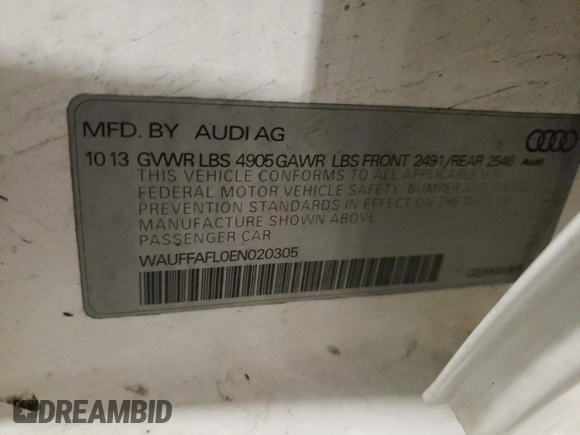 MFD. BY AUDI AG
10 13 GVWR LBS 4905 GAWR LBS FRONT 2491/REAR 2546
Audi
THIS VEHICLE CONFORMS TO ALL APPLICABLE U.S.
FEDERAL MOTOR VEHICLE SAFETY, BUMPER AND THEFT
PREVENTION STANDARDS IN EFFECT ON THE DATE
MANUFACTURE SHOWN ABOVE
PASSENGER CAR
WAUFFAFL0EN020305
GERMANY
DREAMBID